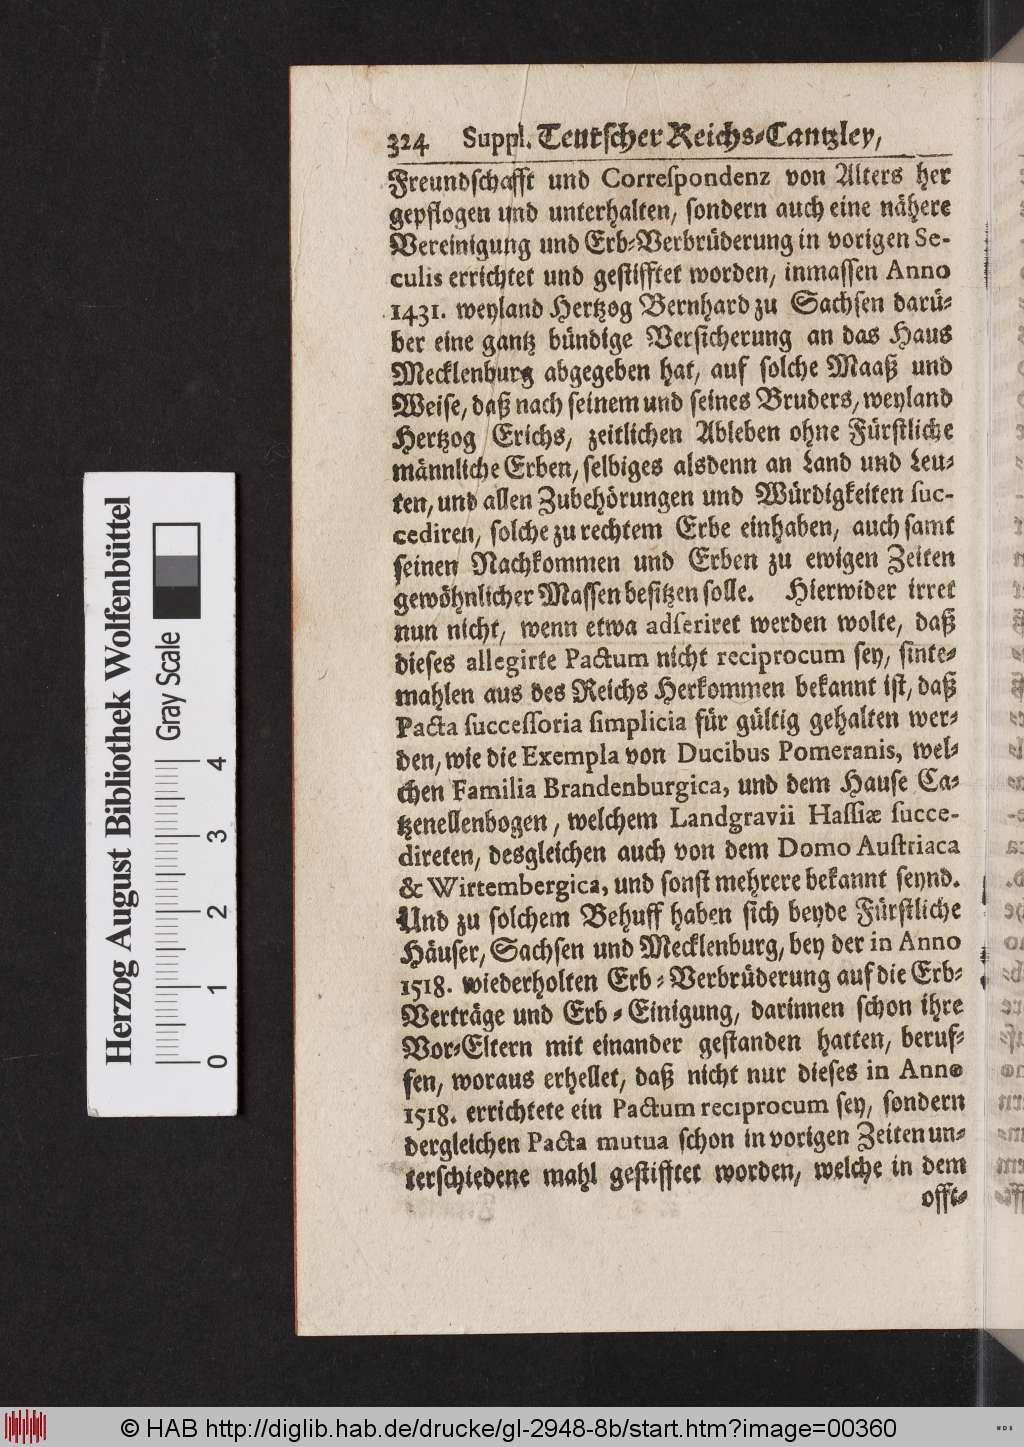 324 Suppl. Teutscher Reichs-Cantzley,
Freundschafft und Correspondenz von Alters her
gepflogen und unterhalten, sondern auch eine nähere
Vereinigung und Erb-Verbrüderung in vorigen Se-
culis errichtet und gestifftet worden, inmassen Anno
1431. weyland Hertzog Bernhard zu Sachsen darü-
ber eine gantz bündige Versicherung an das Haus
Mecklenburg abgegeben hat, auf solche Maaß und
Weise, daß nach seinem und seines Bruders, weyland
Hertzog Erichs, zeitlichen Ableben ohne Fürstliche
männliche Erben, selbiges alsdenn an Land und Leu-
ten, und allen Zubehörungen und Würdigkeiten suc-
cediren, solche zu rechtem Erbe einhaben, auch samt
seinen Nachkommen und Erben zu ewigen Zeiten
gewöhnlicher Massen besitzen solle. Hierwider irret
nun nicht, wenn etwa adseriret werden wolte, daß
dieses allegirte Pactum nicht reciprocum sey, sinte-
mahlen aus des Reichs Herkommen bekannt ist, daß
Pacta successoria simplicia für gültig gehalten wer-
den, wie die Exempla von Ducibus Pomeranis, wel-
chen Familia Brandenburgica, und dem Hause Ca-
tzenellenbogen, welchem Landgravii Hassiæ succe-
direten, desgleichen auch von dem Domo Austriaca
& Wirtembergica, und sonst mehrere bekannt seynd.
Und zu solchem Behuff haben sich beyde Fürstliche
Häuser, Sachsen und Mecklenburg, bey der in Anno
1518. wiederholten Erb-Verbrüderung auf die Erb-
Verträge und Erb-Einigung, darinnen schon ihre
Vor-Eltern mit einander gestanden hatten, beruf-
fen, woraus erhellet, daß nicht nur dieses in Anno
1518. errichtete ein Pactum reciprocum sey, sondern
dergleichen Pacta mutua schon in vorigen Zeiten un-
terschiedene mahl gestifftet worden, welche in dem
offt-
Herzog August Bibliothek Wolfenbüttel
Gray Scale
0 1 2 3 4
© HAB http://diglib.hab.de/drucke/gl-2948-8b/start.htm?image=00360